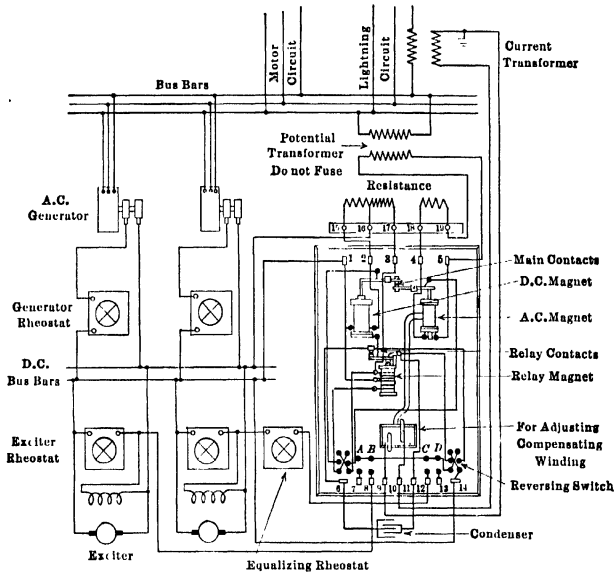 Motor
Circuit
Lightning
Circuit
Current
Transformer
Bus Bars
Potential
Transformer
Do not Fuse
A.C.
Generator
Resistance
15 16 17 18 19
1 2 3 4 5
Main Contacts
D.C. Magnet
A.C. Magnet
Generator
Rheostat
Relay Contacts
D.C.
Bus Bars
Relay Magnet
For Adjusting
Compensating
Winding
Exciter
Rheostat
A B C D
Reversing Switch
6 7 8 9 10 11 12 13 14
Condenser
Exciter
Equalizing Rheostat